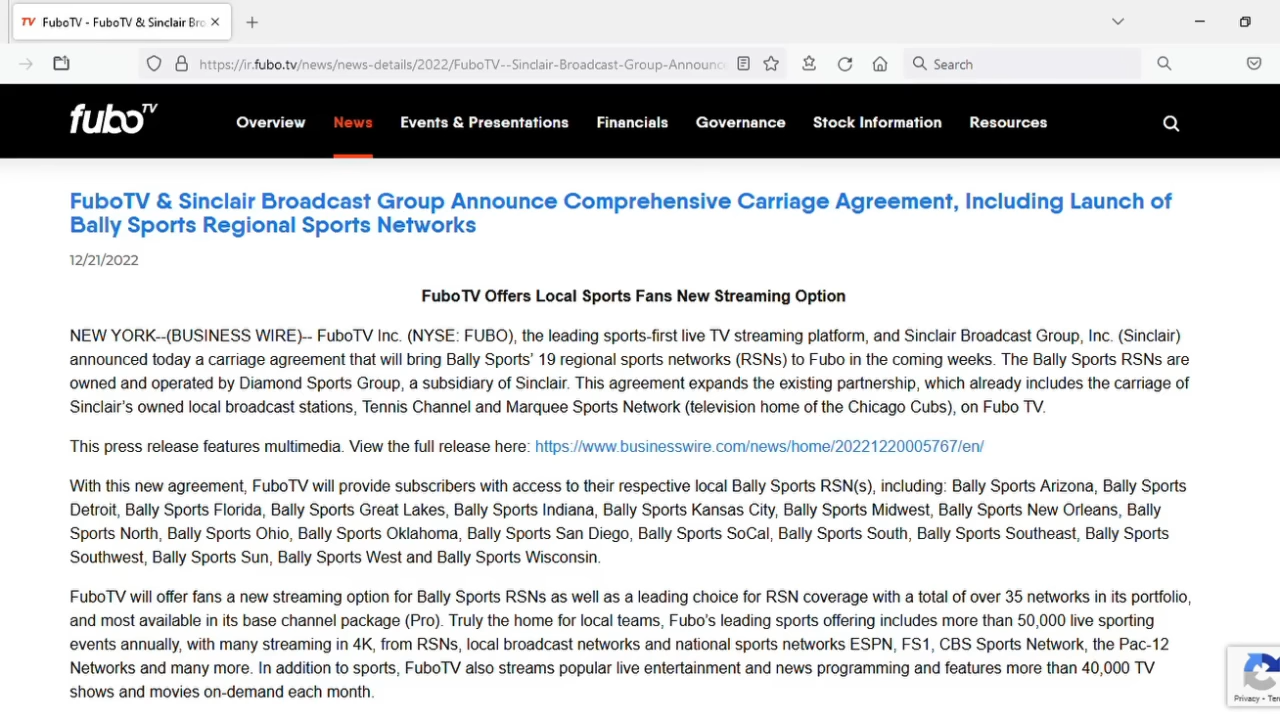 TV FuboTV - FuboTV & Sinclair Bro
https://ir.fubo.tv/news/news-details/2022/FuboTV--Sinclair-Broadcast-Group-Announc
Search
fuboTV
Overview News Events & Presentations Financials Governance Stock Information Resources
FuboTV & Sinclair Broadcast Group Announce Comprehensive Carriage Agreement, Including Launch of
Bally Sports Regional Sports Networks
12/21/2022
FuboTV Offers Local Sports Fans New Streaming Option
NEW YORK--(BUSINESS WIRE)-- FuboTV Inc. (NYSE: FUBO), the leading sports-first live TV streaming platform, and Sinclair Broadcast Group, Inc. (Sinclair)
announced today a carriage agreement that will bring Bally Sports’ 19 regional sports networks (RSNs) to Fubo in the coming weeks. The Bally Sports RSNs are
owned and operated by Diamond Sports Group, a subsidiary of Sinclair. This agreement expands the existing partnership, which already includes the carriage of
Sinclair’s owned local broadcast stations, Tennis Channel and Marquee Sports Network (television home of the Chicago Cubs), on Fubo TV.
This press release features multimedia. View the full release here: https://www.businesswire.com/news/home/20221220005767/en/
With this new agreement, FuboTV will provide subscribers with access to their respective local Bally Sports RSN(s), including: Bally Sports Arizona, Bally Sports
Detroit, Bally Sports Florida, Bally Sports Great Lakes, Bally Sports Indiana, Bally Sports Kansas City, Bally Sports Midwest, Bally Sports New Orleans, Bally
Sports North, Bally Sports Ohio, Bally Sports Oklahoma, Bally Sports San Diego, Bally Sports SoCal, Bally Sports South, Bally Sports Southeast, Bally Sports
Southwest, Bally Sports Sun, Bally Sports West and Bally Sports Wisconsin.
FuboTV will offer fans a new streaming option for Bally Sports RSNs as well as a leading choice for RSN coverage with a total of over 35 networks in its portfolio,
and most available in its base channel package (Pro). Truly the home for local teams, Fubo’s leading sports offering includes more than 50,000 live sporting
events annually, with many streaming in 4K, from RSNs, local broadcast networks and national sports networks ESPN, FS1, CBS Sports Network, the Pac-12
Networks and many more. In addition to sports, FuboTV also streams popular live entertainment and news programming and features more than 40,000 TV
shows and movies on-demand each month.
Privacy - Ter